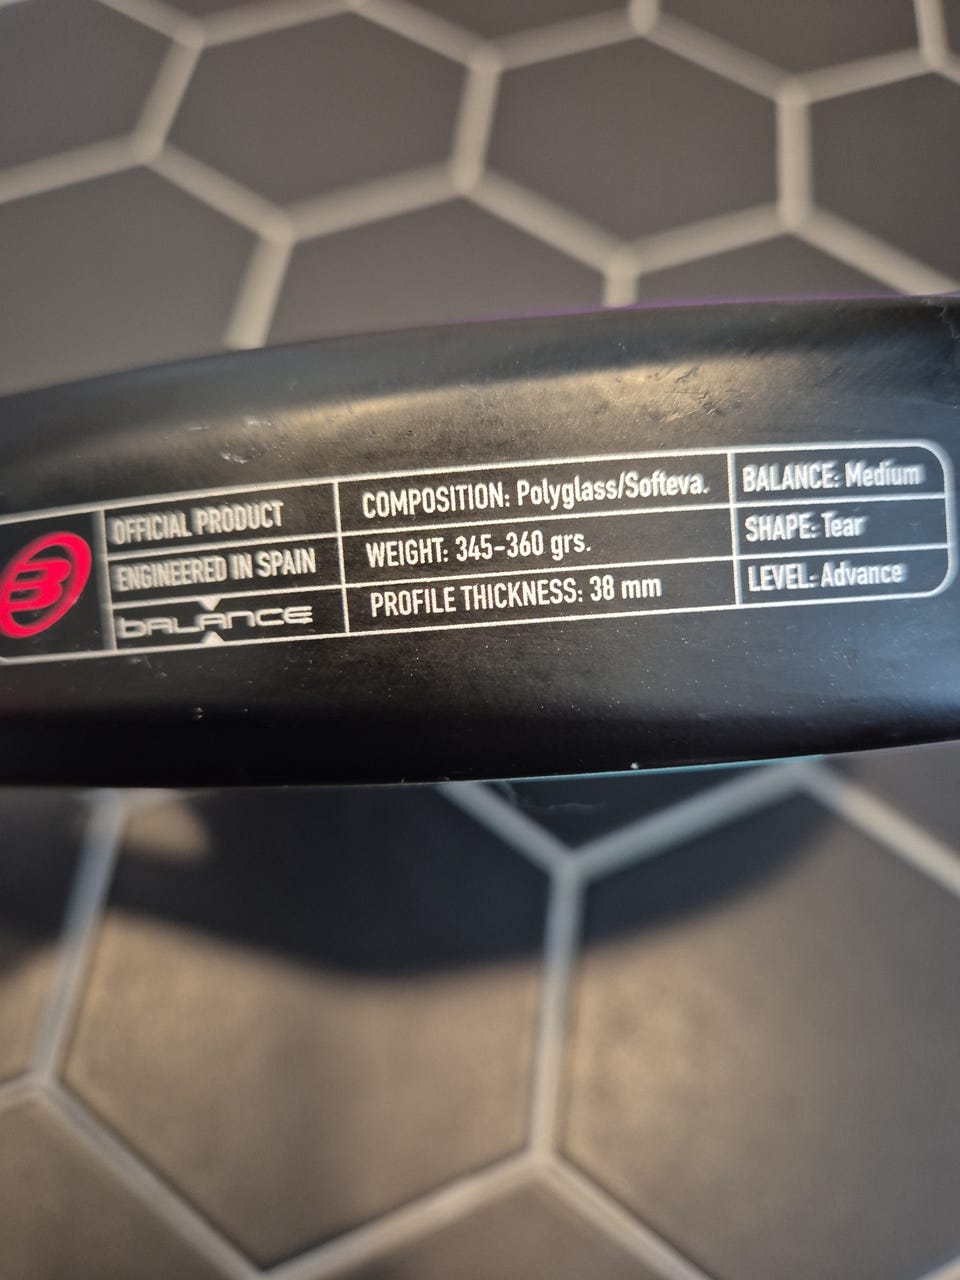 OFFICIAL PRODUCT
ENGINEERED IN SPAIN
BALANCE
COMPOSITION: Polyglass/Softeva.
WEIGHT: 345-360 grs.
PROFILE THICKNESS: 38 mm
BALANCE: Medium
SHAPE: Tear
LEVEL: Advance